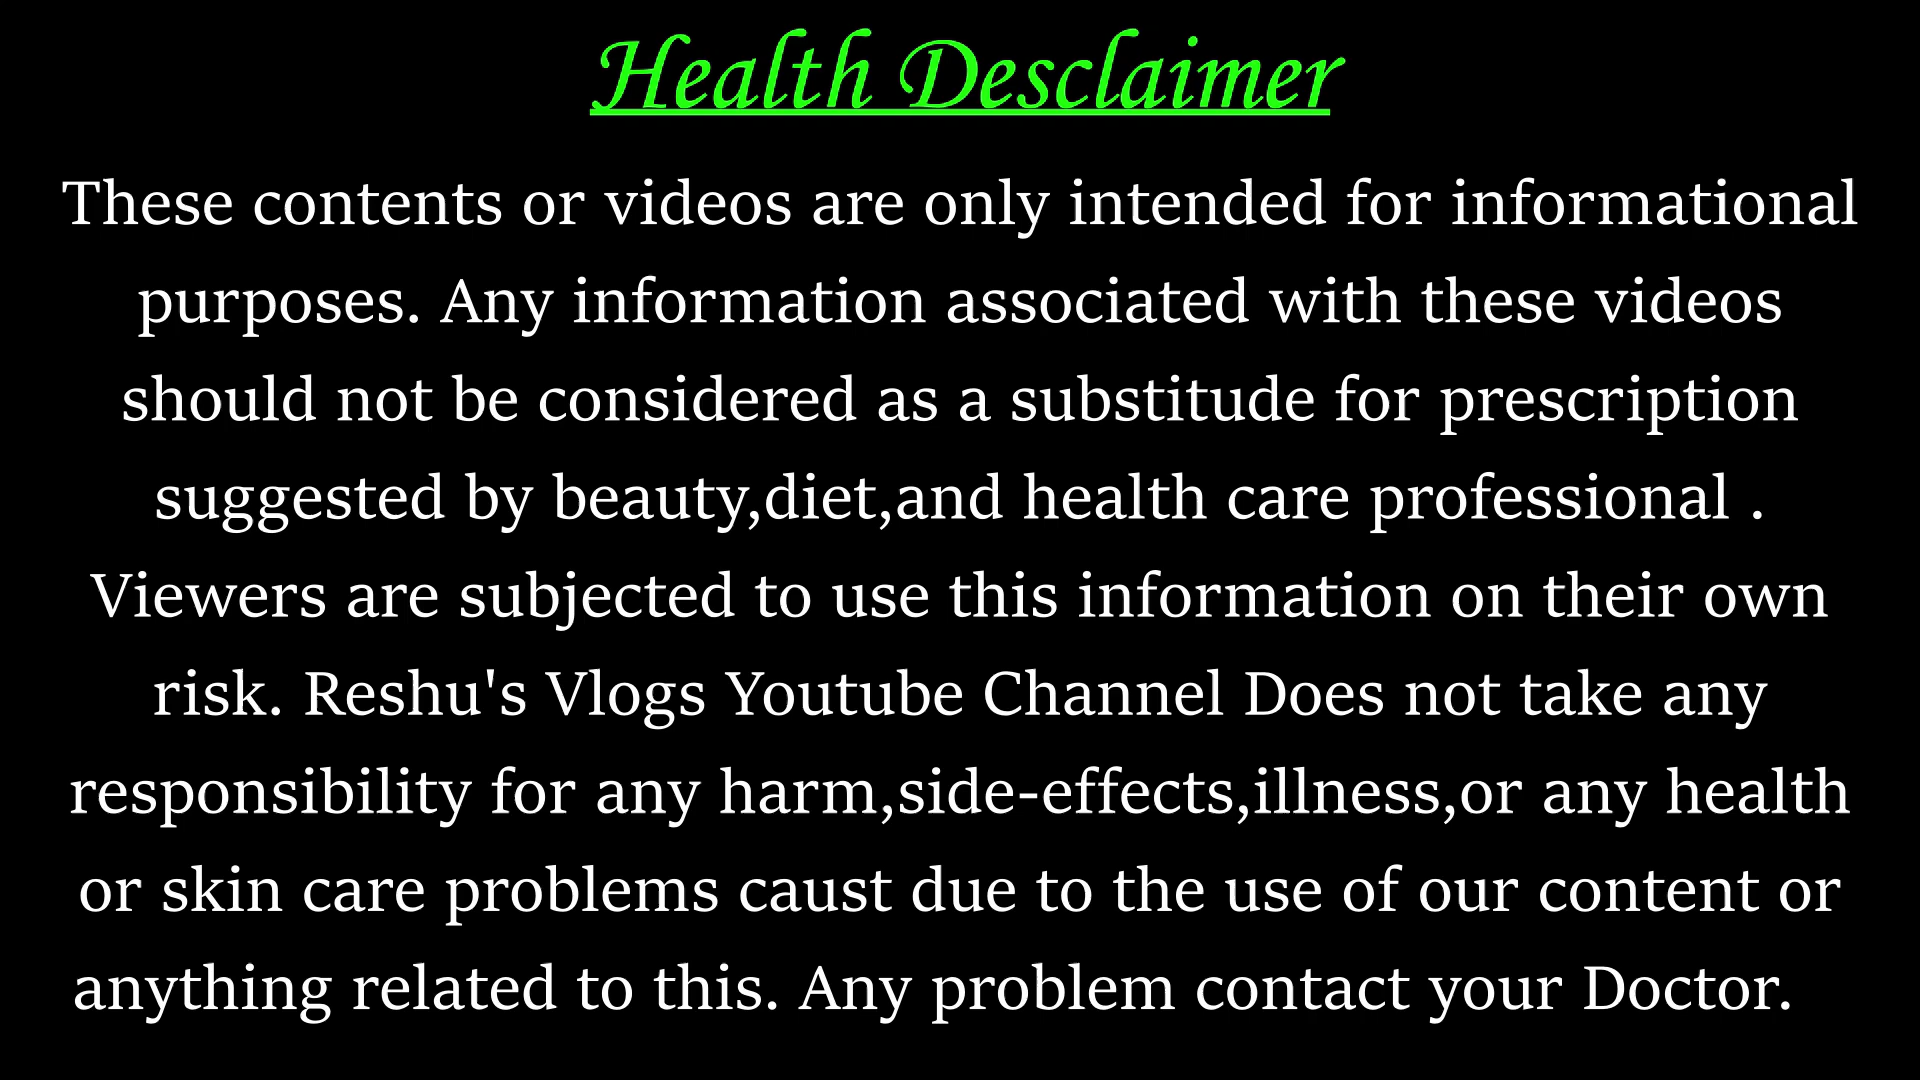 Health Desclaimer
These contents or videos are only intended for informational
purposes. Any information associated with these videos
should not be considered as a substitude for prescription
suggested by beauty,diet,and health care professional .
Viewers are subjected to use this information on their own
risk. Reshu's Vlogs Youtube Channel Does not take any
responsibility for any harm,side-effects,illness,or any health
or skin care problems caust due to the use of our content or
anything related to this. Any problem contact your Doctor.